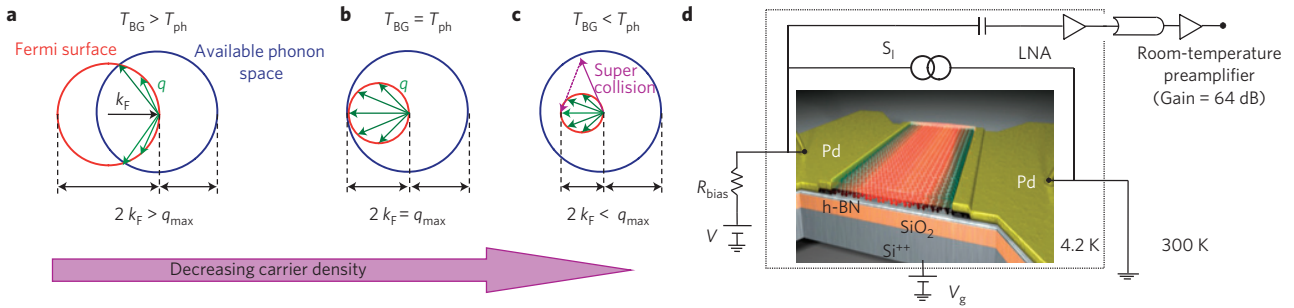 a
T_BG > T_ph
Fermi surface
Available phonon
space
q
k_F
2 k_F > q_max
b
T_BG = T_ph
q
2 k_F = q_max
c
T_BG < T_ph
Super
collision
2 k_F < q_max
Decreasing carrier density
d
S_I
LNA
Room-temperature
preamplifier
(Gain = 64 dB)
Pd
Pd
R_bias
h-BN
SiO₂
Si⁺⁺
V
V_g
4.2 K
300 K